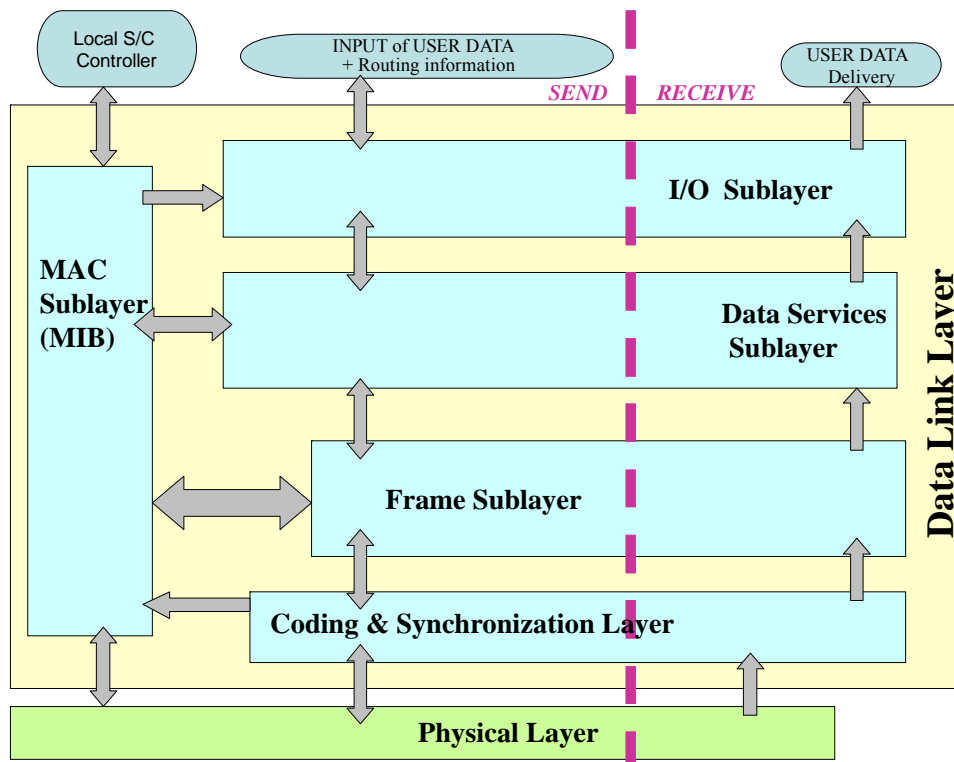 Local S/C
Controller
INPUT of USER DATA
+ Routing information
USER DATA
Delivery
SEND
RECEIVE
I/O Sublayer
MAC
Sublayer
(MIB)
Data Services
Sublayer
Data Link Layer
Frame Sublayer
Coding & Synchronization Layer
Physical Layer